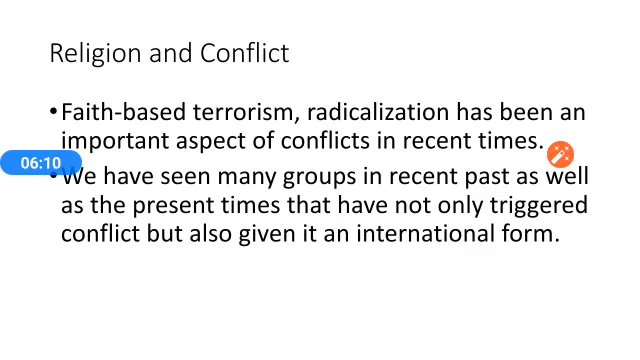 Religion and Conflict
•Faith-based terrorism, radicalization has been an
important aspect of conflicts in recent times.
06:10
•We have seen many groups in recent past as well
as the present times that have not only triggered
conflict but also given it an international form.